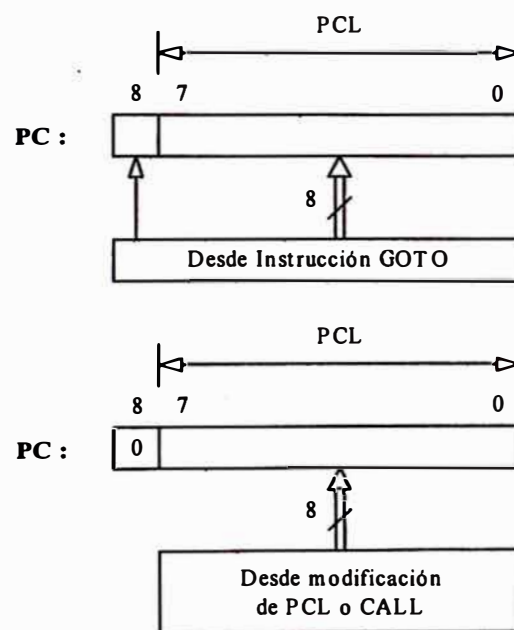 PCL
8 7 0
PC :
8
Desde Instrucción GOTO
PCL
8 7 0
PC : 0
8
Desde modificación
de PCL o CALL